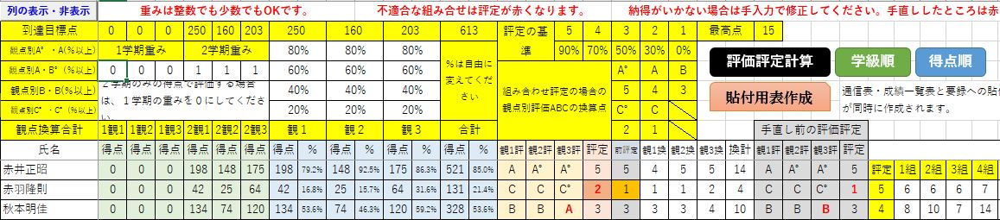 列の表示・非表示 重みは整数でも少数でもOKです。 不適合な組み合せは評定が赤くなります。 納得がいかない場合は手入力で修正してください。手直ししたところは赤
到達目標点 0 0 0 250 160 203 250 160 203 613 評定の基準 5 4 3 2 1 最高点 15
観点別A°・A(%以上) 1学期重み 2学期重み 80% 80% 80% %は自由に変えてください 90% 70% 50% 30% 0%
観点別A・B°(%以上) 0 0 0 1 1 1 60% 60% 60% 組み合わせ評定の場合の観点別評価ABCの換算点 A° A B
観点別B・B(%以上) 2学期のみの得点で評価する場合は、1学期の重みを0にしてください。 40% 40% 40% 5 4 3
観点別C°・C°(%以上) 20% 20% 20% C° C
観点換算合計 1観1 1観2 1観3 2観1 2観2 2観3 観1 観2 観3 合計 2 1 手直し前の評価評定
評価評定計算 学級順 得点順
貼付用表作成 通信表・成績一覧表と要録への貼
が同時に作成されます。
氏名 得点 得点 得点 得点 得点 得点 得点 % 得点 % 得点 % 得点 % 観1評 観2評 観3評 評定 前評定 観1換 観2換 観3換 換計 観1評 観2評 観3評 評定
赤井正昭 0 0 0 198 148 175 198 79.2% 148 92.5% 175 86.3% 521 85.0% A A° A° 5 5 4 5 5 14 A A° A° 5 評定 1組 2組 3組 4組
赤羽隆則 0 0 0 42 25 64 42 16.8% 25 15.7% 64 31.6% 131 21.4% C C C° 2 1 1 1 2 4 C C C° 1 5 6 6 6 7
秋本明佳 0 0 0 134 74 120 134 53.6% 74 46.3% 120 59.2% 328 53.6% B B A 3 3 3 3 4 10 B B B 3 4 8 10 7 14